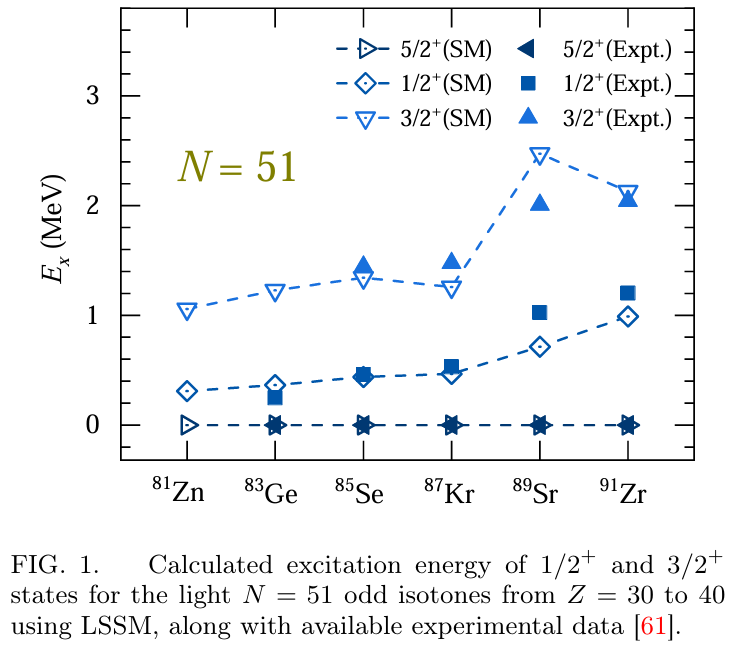 5/2⁺(SM) 5/2⁺(Expt.)
1/2⁺(SM) 1/2⁺(Expt.)
3/2⁺(SM) 3/2⁺(Expt.)
N = 51
Eₓ (MeV)
3
2
1
0
⁸¹Zn ⁸³Ge ⁸⁵Se ⁸⁷Kr ⁸⁹Sr ⁹¹Zr
FIG. 1. Calculated excitation energy of 1/2⁺ and 3/2⁺
states for the light N = 51 odd isotones from Z = 30 to 40
using LSSM, along with available experimental data [61].